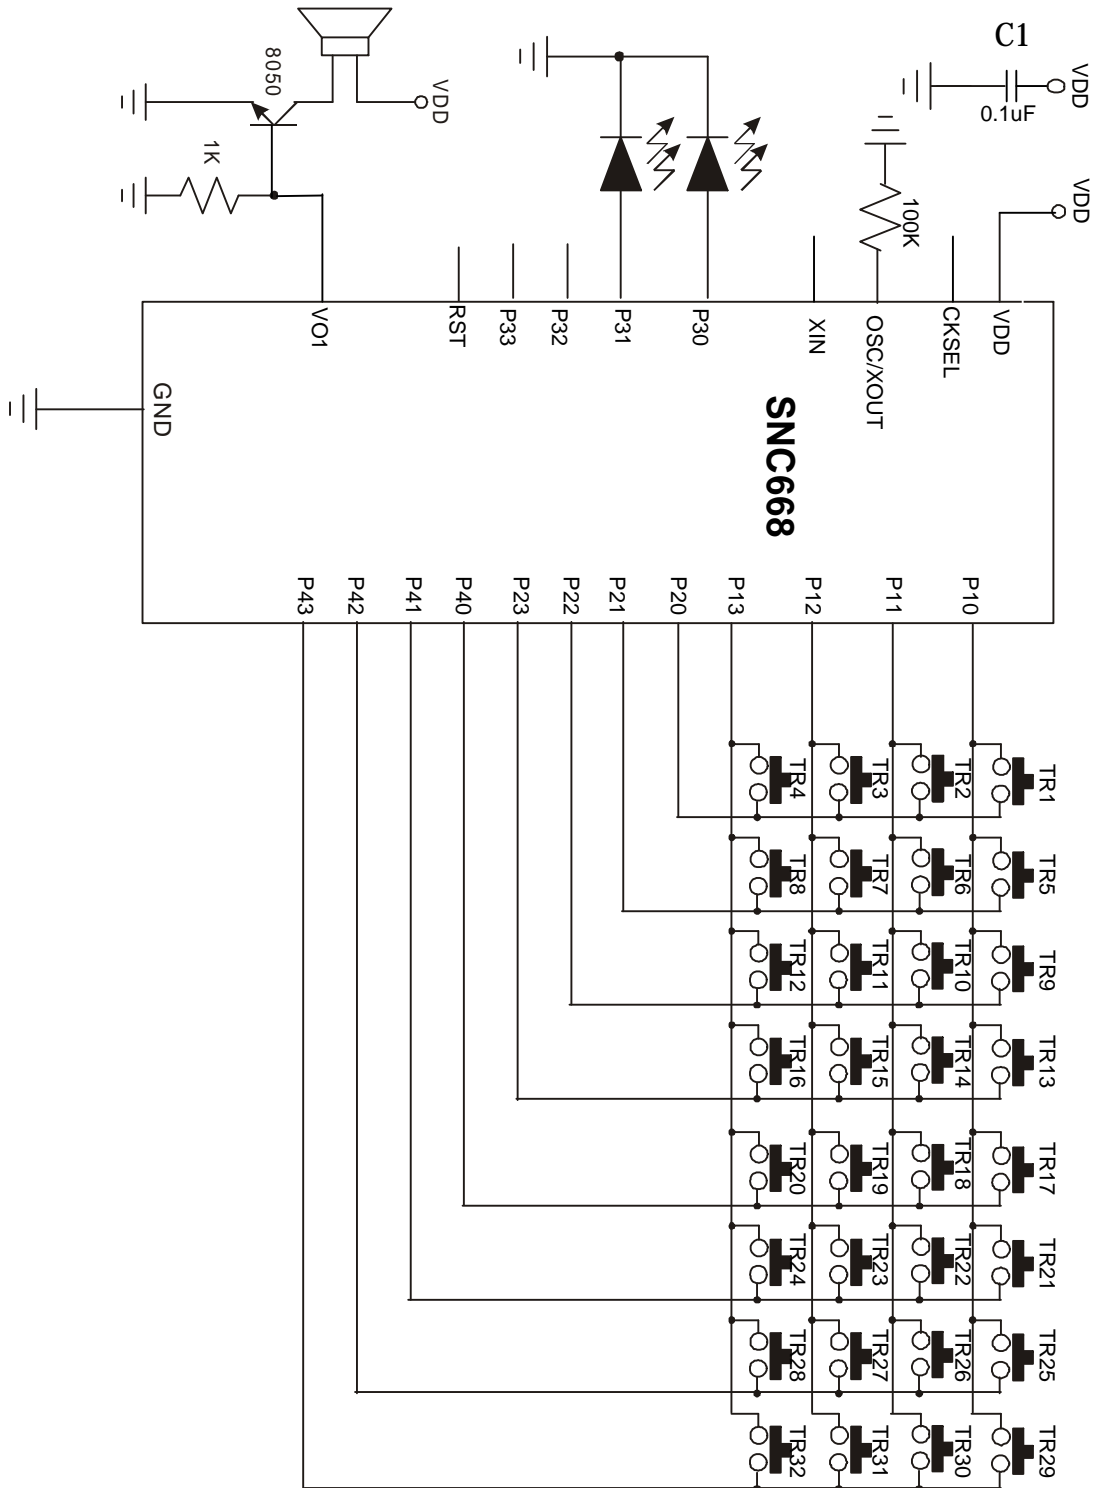 C1
VDD
0.1uF
8050
VDD
1K
100K
VDD
VO1
RST
P33
P32
P31
P30
XIN
OSC/XOUT
CKSEL
VDD
GND
SNC668
P43
P42
P41
P40
P23
P22
P21
P20
P13
P12
P11
P10
TR4
TR3
TR2
TR1
TR8
TR7
TR6
TR5
TR12
TR11
TR10
TR9
TR16
TR15
TR14
TR13
TR20
TR19
TR18
TR17
TR24
TR23
TR22
TR21
TR28
TR27
TR26
TR25
TR32
TR31
TR30
TR29